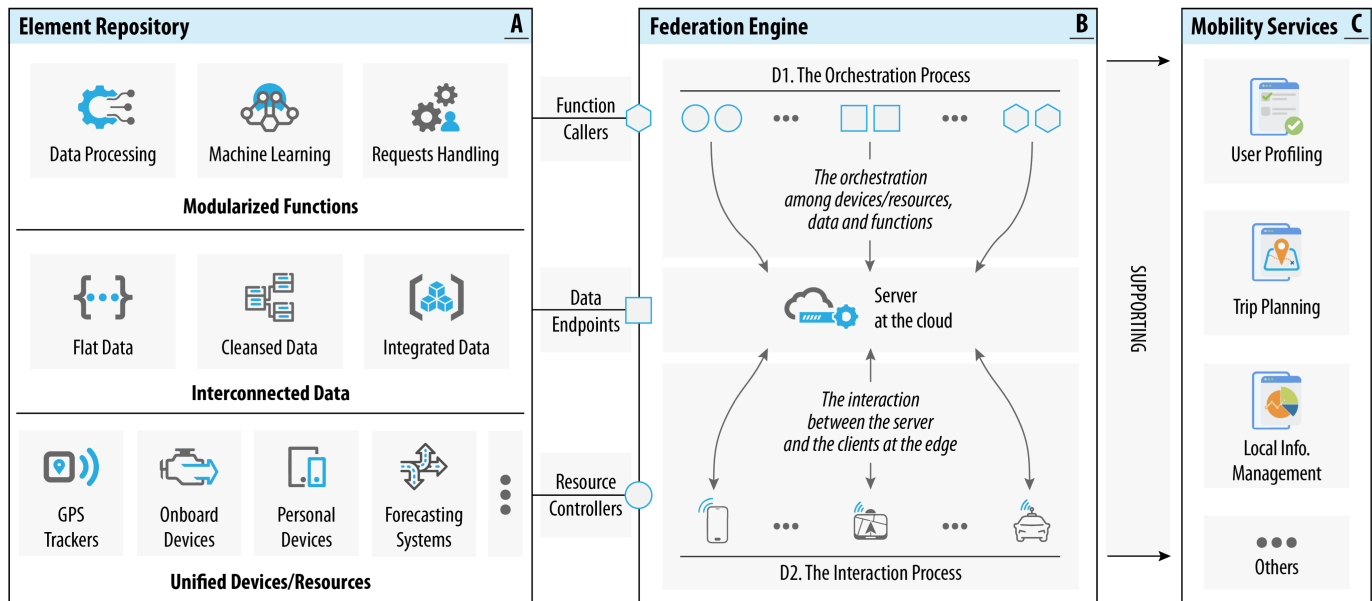 Element Repository
A
Data Processing
Machine Learning
Requests Handling
Modularized Functions
Flat Data
Cleansed Data
Integrated Data
Interconnected Data
GPS
Trackers
Onboard
Devices
Personal
Devices
Forecasting
Systems
Unified Devices/Resources
Function
Callers
Data
Endpoints
Resource
Controllers
Federation Engine
B
D1. The Orchestration Process
The orchestration
among devices/resources,
data and functions
Server
at the cloud
The interaction
between the server
and the clients at the edge
D2. The Interaction Process
SUPPORTING
Mobility Services
C
User Profiling
Trip Planning
Local Info.
Management
Others